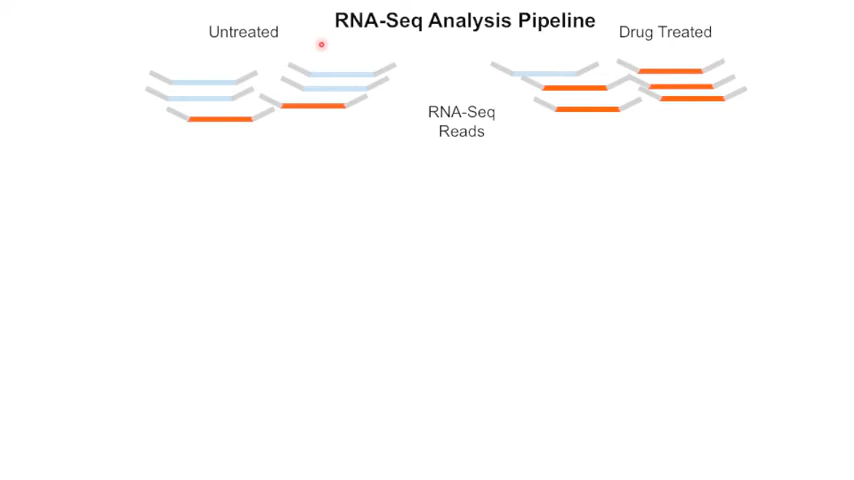 RNA-Seq Analysis Pipeline
Untreated
Drug Treated
RNA-Seq
Reads